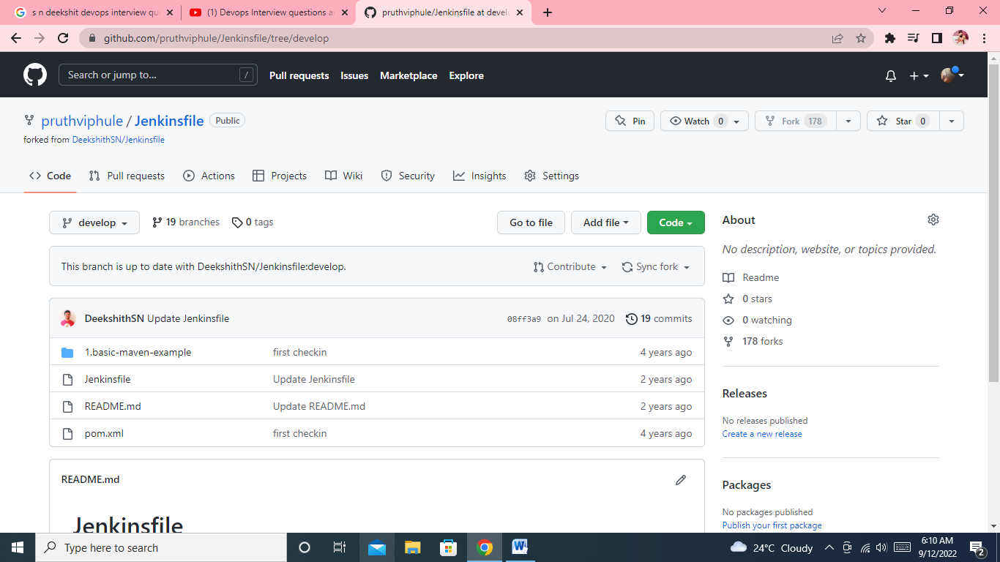 s n deekshit devops interview qu
(1) Devops Interview questions a
pruthviphule/Jenkinsfile at devel
github.com/pruthviphule/Jenkinsfile/tree/develop
Search or jump to... /
Pull requests Issues Marketplace Explore
pruthviphule / Jenkinsfile Public
Pin Watch 0 Fork 178 Star 0
forked from DeekshithSN/Jenkinsfile
Code Pull requests Actions Projects Wiki Security Insights Settings
develop 19 branches 0 tags Go to file Add file Code
This branch is up to date with DeekshithSN/Jenkinsfile:develop. Contribute Sync fork
DeekshithSN Update Jenkinsfile 08ff3a9 on Jul 24, 2020 19 commits
1.basic-maven-example first checkin 4 years ago
Jenkinsfile Update Jenkinsfile 2 years ago
README.md Update README.md 2 years ago
pom.xml first checkin 4 years ago
README.md
Jenkinsfile
About
No description, website, or topics provided.
Readme
0 stars
0 watching
178 forks
Releases
No releases published
Create a new release
Packages
No packages published
Publish your first package
Type here to search
24°C Cloudy
6:10 AM
9/12/2022
2